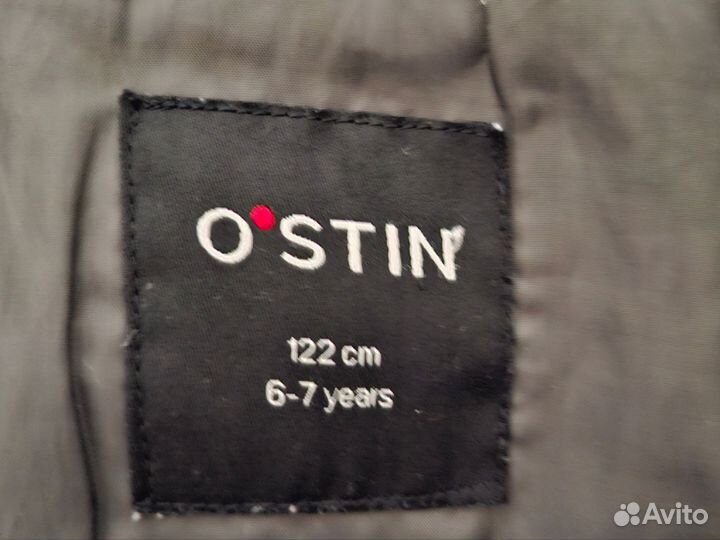 O'STIN
122 cm
6-7 years
Avito